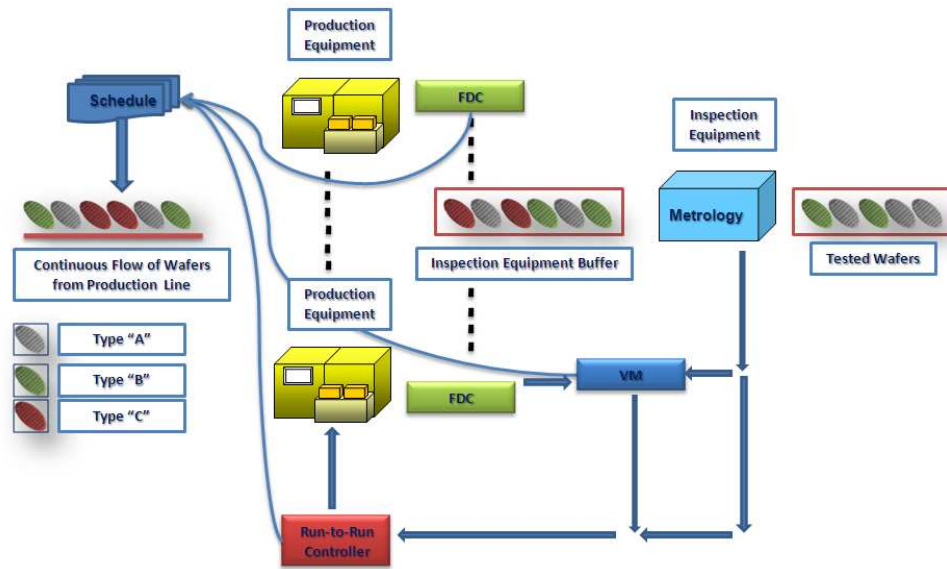 Production
Equipment
Schedule
FDC
Inspection
Equipment
Metrology
Continuous Flow of Wafers
from Production Line
Inspection Equipment Buffer
Tested Wafers
Production
Equipment
Type “A”
Type “B”
Type “C”
VM
FDC
Run-to-Run
Controller